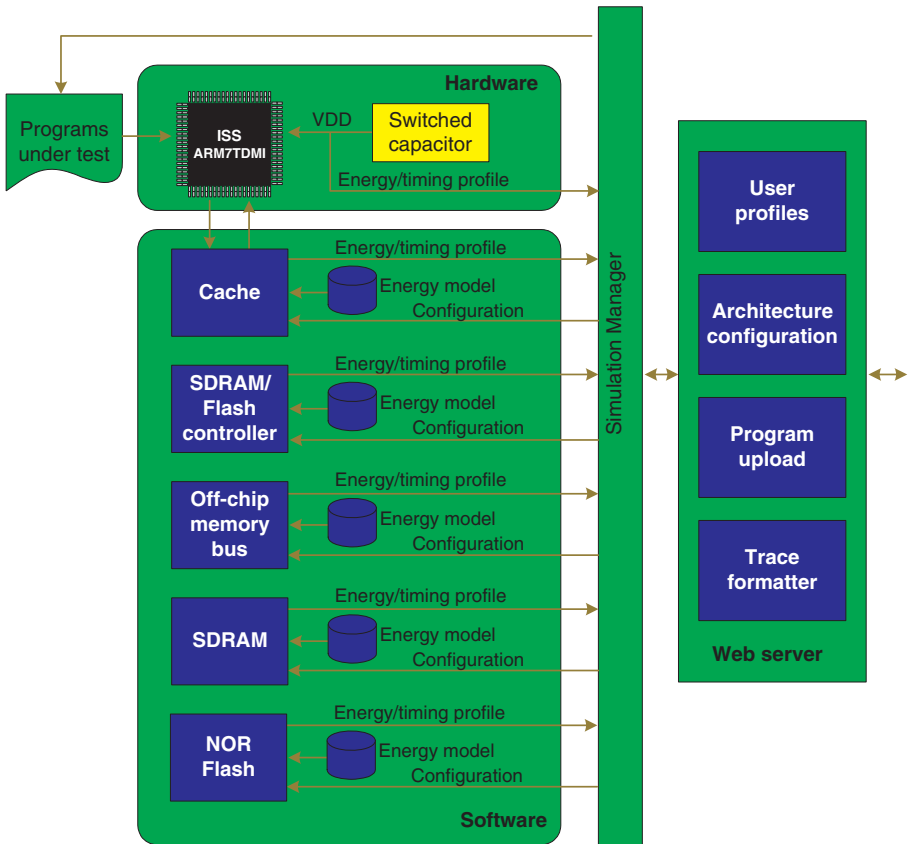 Hardware
Programs
under test
ISS
ARM7TDMI
VDD
Switched
capacitor
Energy/timing profile
Cache
Energy/timing profile
Energy model
Configuration
SDRAM/
Flash
controller
Energy/timing profile
Energy model
Configuration
Off-chip
memory
bus
Energy/timing profile
Energy model
Configuration
SDRAM
Energy/timing profile
Energy model
Configuration
NOR
Flash
Energy/timing profile
Energy model
Configuration
Software
Simulation Manager
User
profiles
Architecture
configuration
Program
upload
Trace
formatter
Web server